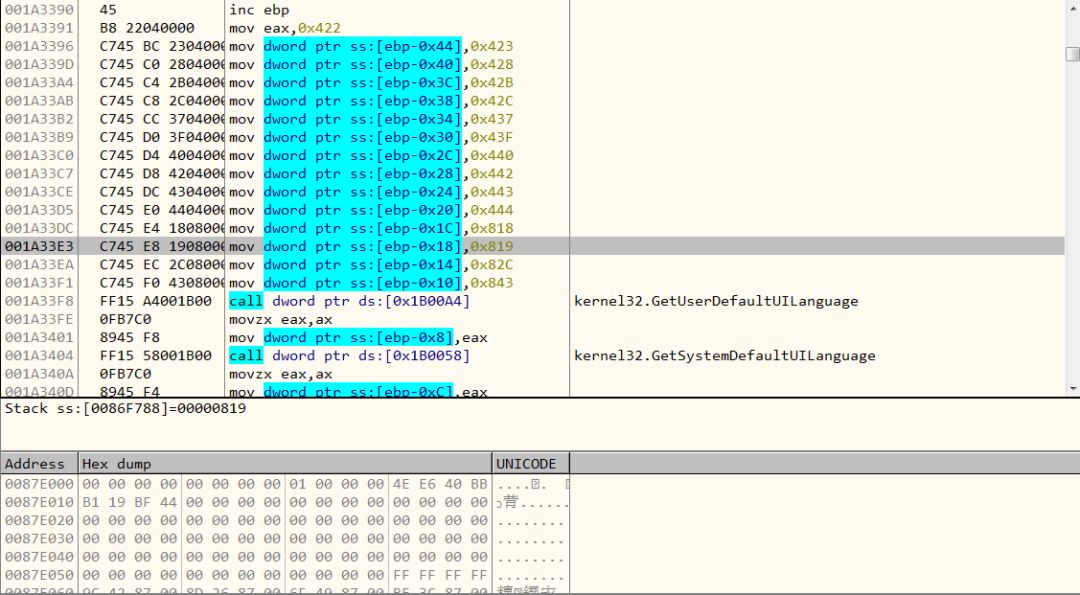 001A3390 45 inc ebp
001A3391 B8 22040000 mov eax,0x422
001A3396 C745 BC 2304000 mov dword ptr ss:[ebp-0x44],0x423
001A339D C745 C0 2804000 mov dword ptr ss:[ebp-0x40],0x428
001A33A4 C745 C4 2B04000 mov dword ptr ss:[ebp-0x3C],0x42B
001A33AB C745 C8 2C04000 mov dword ptr ss:[ebp-0x38],0x42C
001A33B2 C745 CC 3704000 mov dword ptr ss:[ebp-0x34],0x437
001A33B9 C745 D0 3F04000 mov dword ptr ss:[ebp-0x30],0x43F
001A33C0 C745 D4 4004000 mov dword ptr ss:[ebp-0x2C],0x440
001A33C7 C745 D8 4204000 mov dword ptr ss:[ebp-0x28],0x442
001A33CE C745 DC 4304000 mov dword ptr ss:[ebp-0x24],0x443
001A33D5 C745 E0 4404000 mov dword ptr ss:[ebp-0x20],0x444
001A33DC C745 E4 1808000 mov dword ptr ss:[ebp-0x1C],0x818
001A33E3 C745 E8 1908000 mov dword ptr ss:[ebp-0x18],0x819
001A33EA C745 EC 2C08000 mov dword ptr ss:[ebp-0x14],0x82C
001A33F1 C745 F0 4308000 mov dword ptr ss:[ebp-0x10],0x843
001A33F8 FF15 A4001B00 call dword ptr ds:[0x1B00A4] kernel32.GetUserDefaultUILanguage
001A33FE 0FB7C0 movzx eax,ax
001A3401 8945 F8 mov dword ptr ss:[ebp-0x8],eax
001A3404 FF15 58001B00 call dword ptr ds:[0x1B0058] kernel32.GetSystemDefaultUILanguage
001A340A 0FB7C0 movzx eax,ax
001A340D 8945 F4 mov dword ptr ss:[ebp-0xC],eax
Stack ss:[0086F788]=00000819
Address Hex dump UNICODE
0087E000 00 00 00 00 00 00 00 00 01 00 00 00 4E E6 40 BB
0087E010 B1 19 BF 44 00 00 00 00 00 00 00 00 00 00 00 00
0087E020 00 00 00 00 00 00 00 00 00 00 00 00 00 00 00 00 ........
0087E030 00 00 00 00 00 00 00 00 00 00 00 00 00 00 00 00 ........
0087E040 00 00 00 00 00 00 00 00 00 00 00 00 00 00 00 00 ........
0087E050 00 00 00 00 00 00 00 00 00 00 00 00 FF FF FF FF ........
0087E060 9C 42 87 00 8D 26 87 00 6F 49 87 00